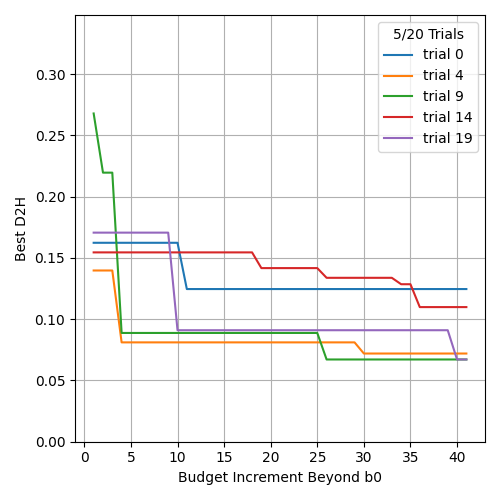 5/20 Trials
trial 0
trial 4
trial 9
trial 14
trial 19
0.30
0.25
0.20
0.15
0.10
0.05
0.00
Best D2H
0 5 10 15 20 25 30 35 40
Budget Increment Beyond b0